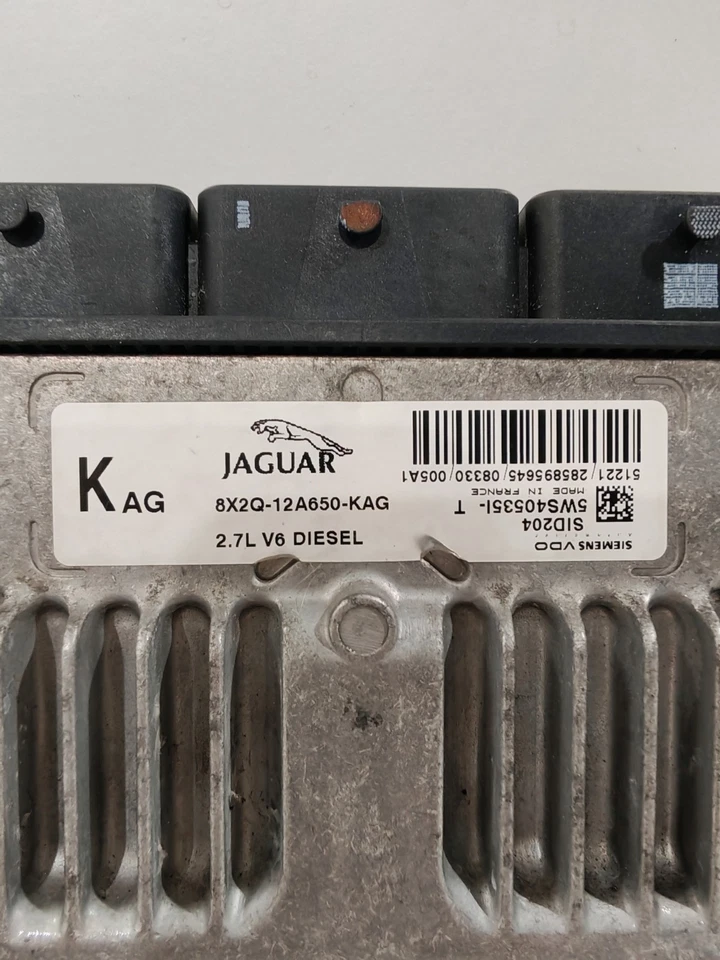 K AG
JAGUAR
8X2Q-12A650-KAG
2.7L V6 DIESEL
SIEMENS VDO
SID204
5WS40535I- T
MADE IN FRANCE
51221/285895645/08330/005A1